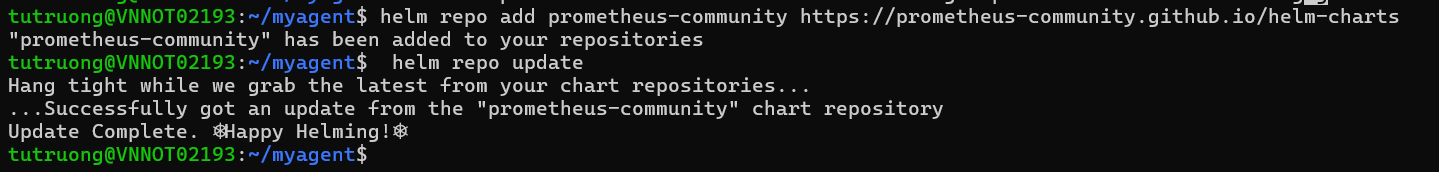 tutruong@VNNOT02193:~/myagent$ helm repo add prometheus-community https://prometheus-community.github.io/helm-charts
"prometheus-community" has been added to your repositories
tutruong@VNNOT02193:~/myagent$  helm repo update
Hang tight while we grab the latest from your chart repositories...
...Successfully got an update from the "prometheus-community" chart repository
Update Complete. ⎈Happy Helming!⎈
tutruong@VNNOT02193:~/myagent$